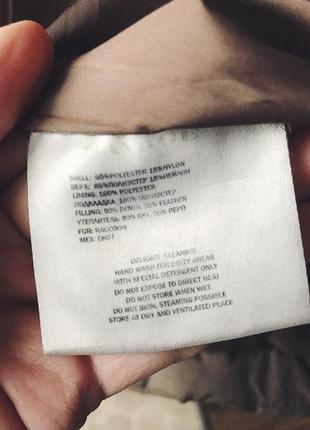 SHELL: 85%POLYESTER 15%NYLON
ВЕРХ: 85%ПОЛИЭСТЕР 15%НЕЙЛОН
LINING: 100% POLYESTER
ПОДКЛАДКА: 100% ПОЛИЭСТЕР
FILLING: 80% DOWN, 20% FEATHER
УТЕПЛИТЕЛЬ: 80% ПУХ, 20% ПЕРО
FUR: RACCOON
МЕХ: ЕНОТ
DELICATE CLEANING
HAND WASH FOR DIRTY AREAS
WITH SPECIAL DETERGENT ONLY
DO NOT EXPOSE TO DIRECT HEAT
DO NOT STORE WHEN WET
DO NOT IRON, STEAMING POSSIBLE
STORE AT DRY AND VENTILATED PLACE